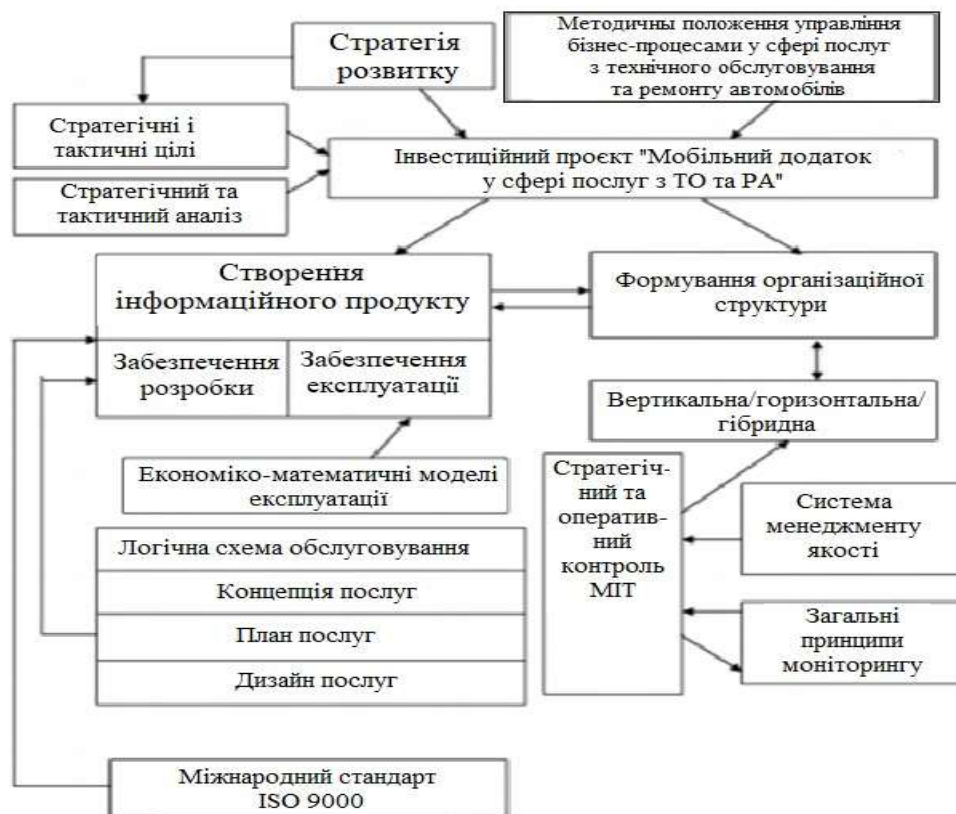 Стратегія
розвитку
Методичны положення управління
бізнес-процесами у сфері послуг
з технічного обслуговування
та ремонту автомобілів
Стратегічні і
тактичні цілі
Інвестиційний проєкт "Мобільний додаток
у сфері послуг з ТО та РА"
Стратегічний та
тактичний аналіз
Створення
інформаційного продукту
Формування організаційної
структури
Забезпечення
розробки
Забезпечення
експлуатації
Вертикальна/горизонтальна/
гібридна
Економіко-математичні моделі
експлуатації
Стратегіч-
ний та
оператив-
ний
контроль
МІТ
Система
менеджменту
якості
Логічна схема обслуговування
Концепція послуг
План послуг
Дизайн послуг
Загальні
принципи
моніторингу
Міжнародний стандарт
ISO 9000